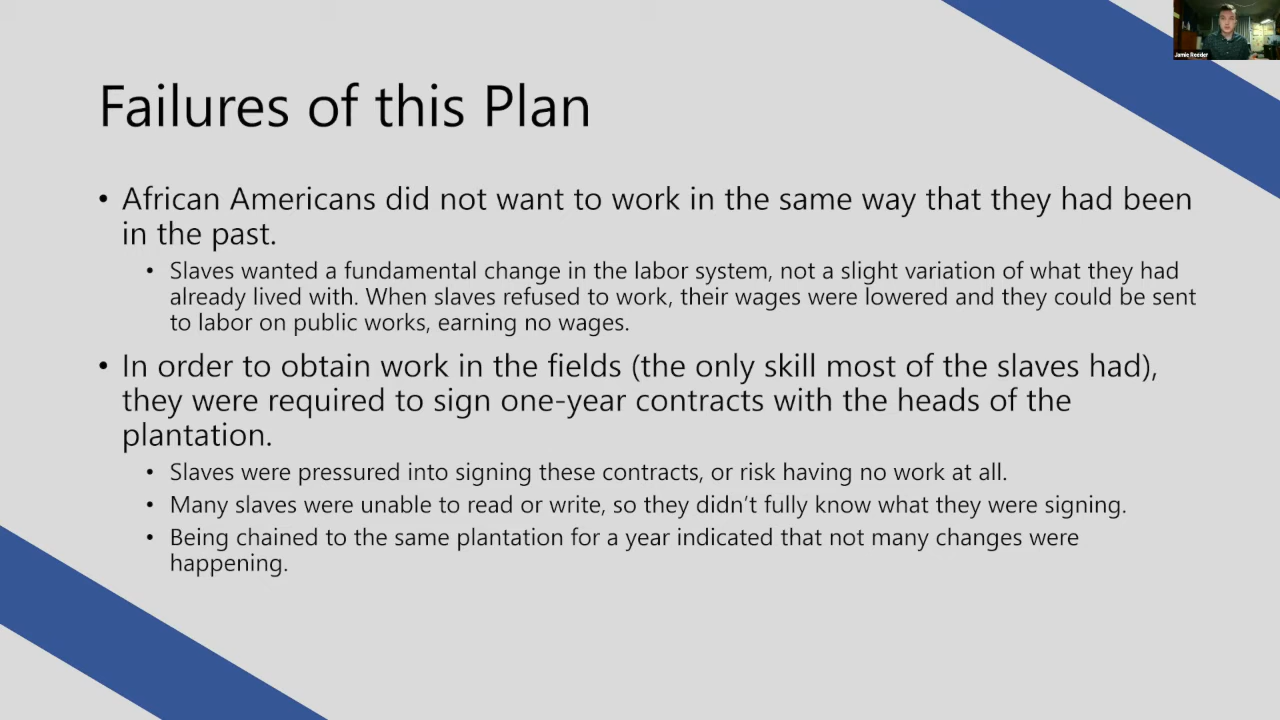 Jamie Reeder
Failures of this Plan
• African Americans did not want to work in the same way that they had been
in the past.
• Slaves wanted a fundamental change in the labor system, not a slight variation of what they had
already lived with. When slaves refused to work, their wages were lowered and they could be sent
to labor on public works, earning no wages.
• In order to obtain work in the fields (the only skill most of the slaves had),
they were required to sign one-year contracts with the heads of the
plantation.
• Slaves were pressured into signing these contracts, or risk having no work at all.
• Many slaves were unable to read or write, so they didn’t fully know what they were signing.
• Being chained to the same plantation for a year indicated that not many changes were
happening.